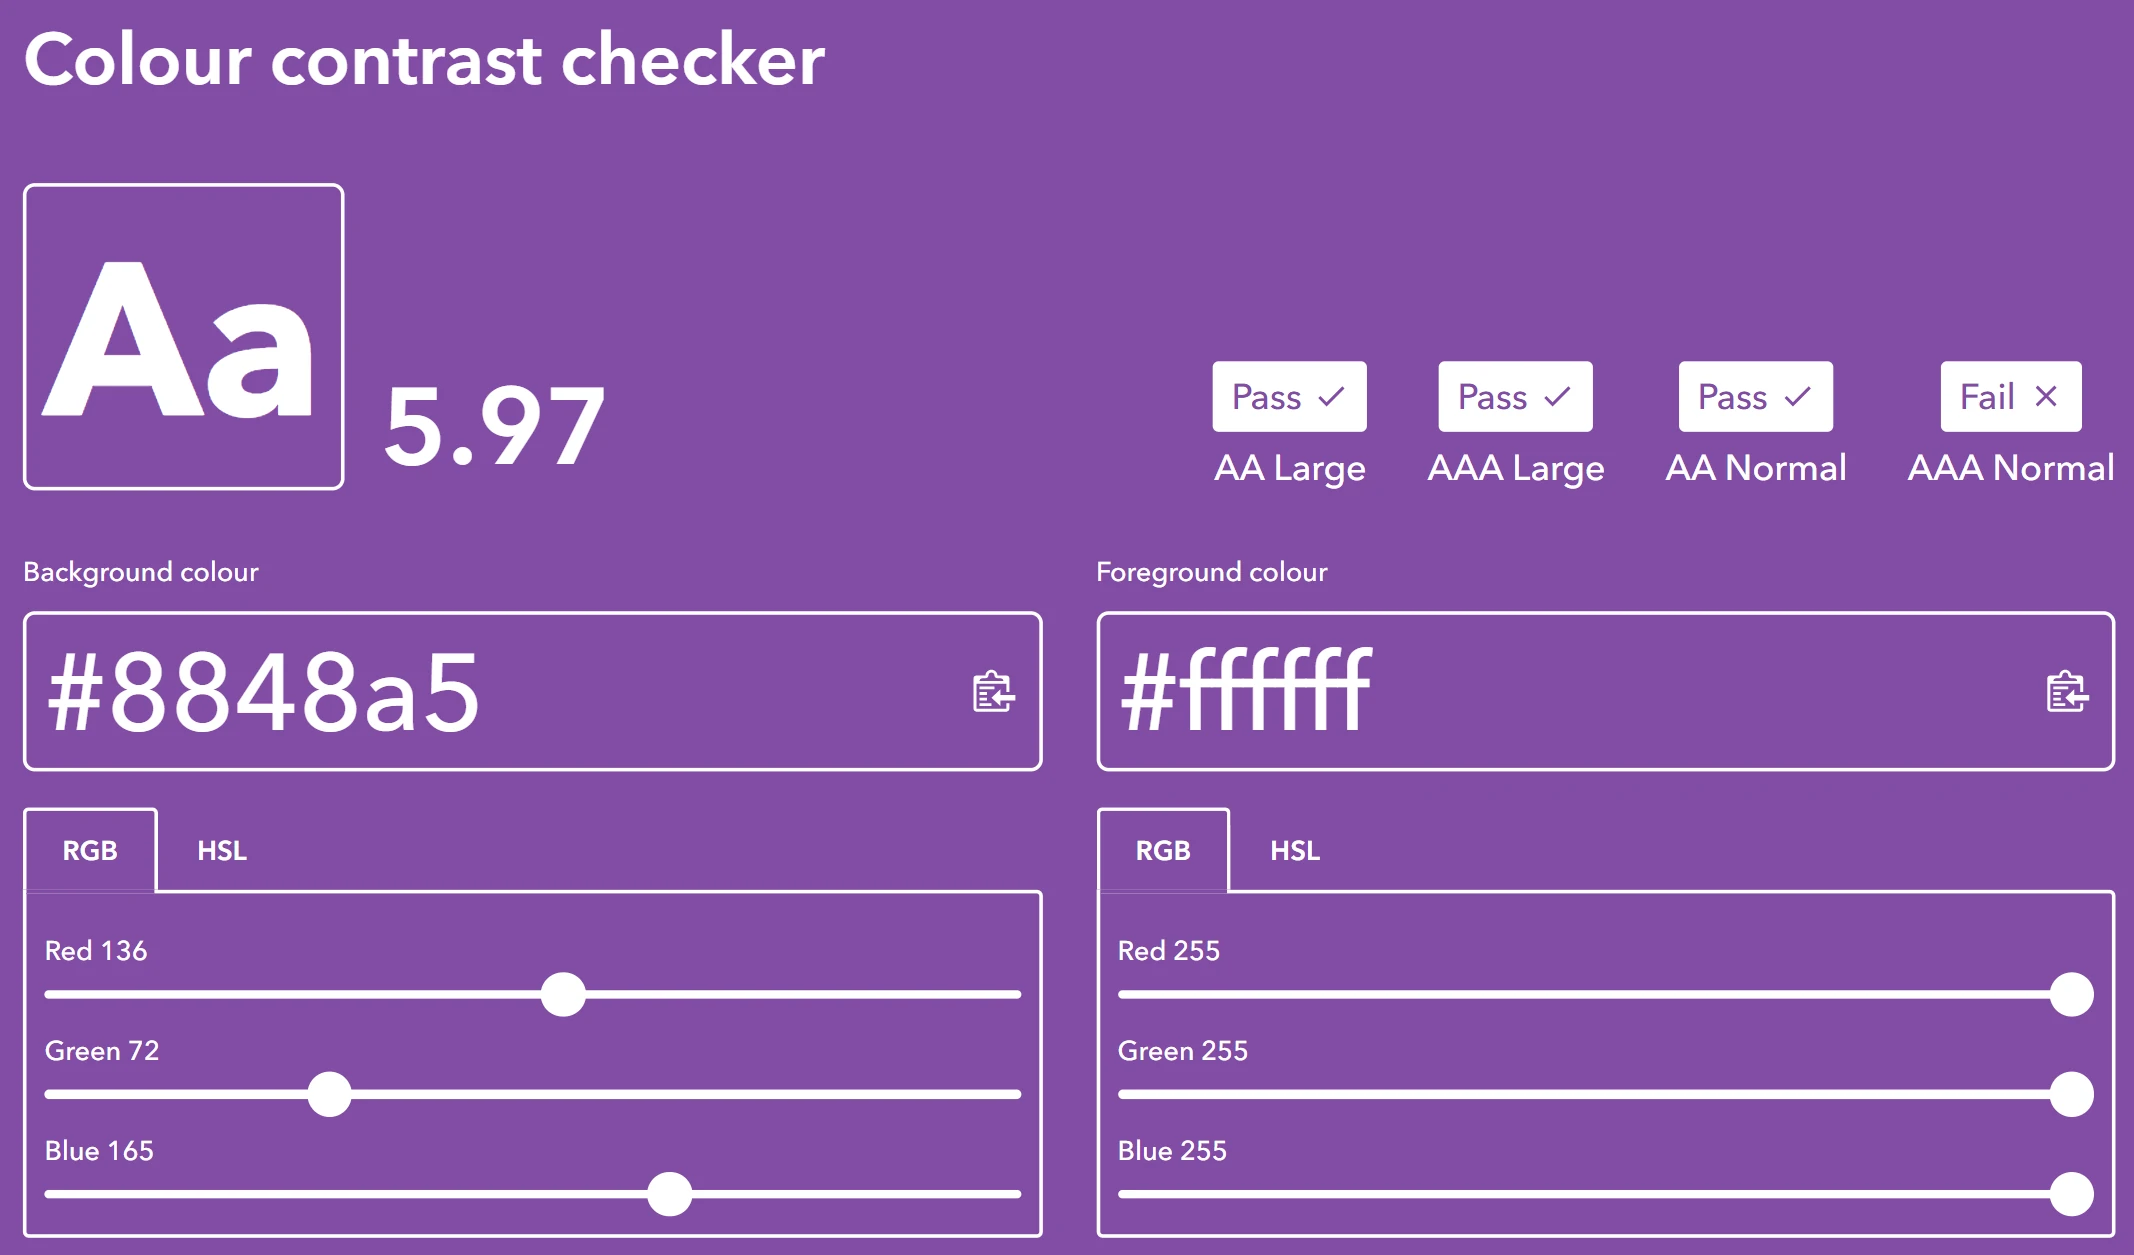 Colour contrast checker
Aa
5.97
Pass Pass Pass Fail
AA Large AAA Large AA Normal AAA Normal
Background colour Foreground colour
#8848a5 #ffffff
RGB HSL RGB HSL
Red 136 Red 255
Green 72 Green 255
Blue 165 Blue 255